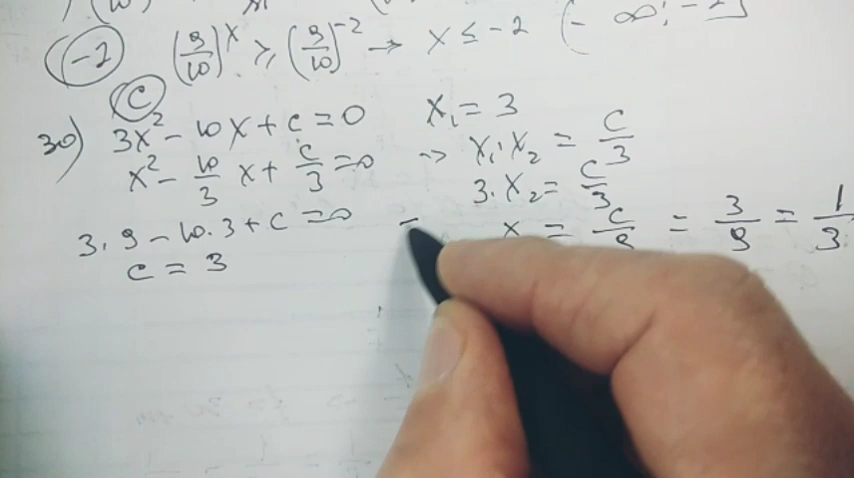 (-2) (9/10)^x ≥ (9/10)^-2 → x ≤ -2 (-∞; -2]
C
30) 3x² - 10x + c = 0 x₁ = 3
x² - 10/3 x + c/3 = 0 → x₁·x₂ = c/3
3·x₂ = c/3
3·9 - 10·3 + c = 0 x = c/9 = 3/9 = 1/3
c = 3